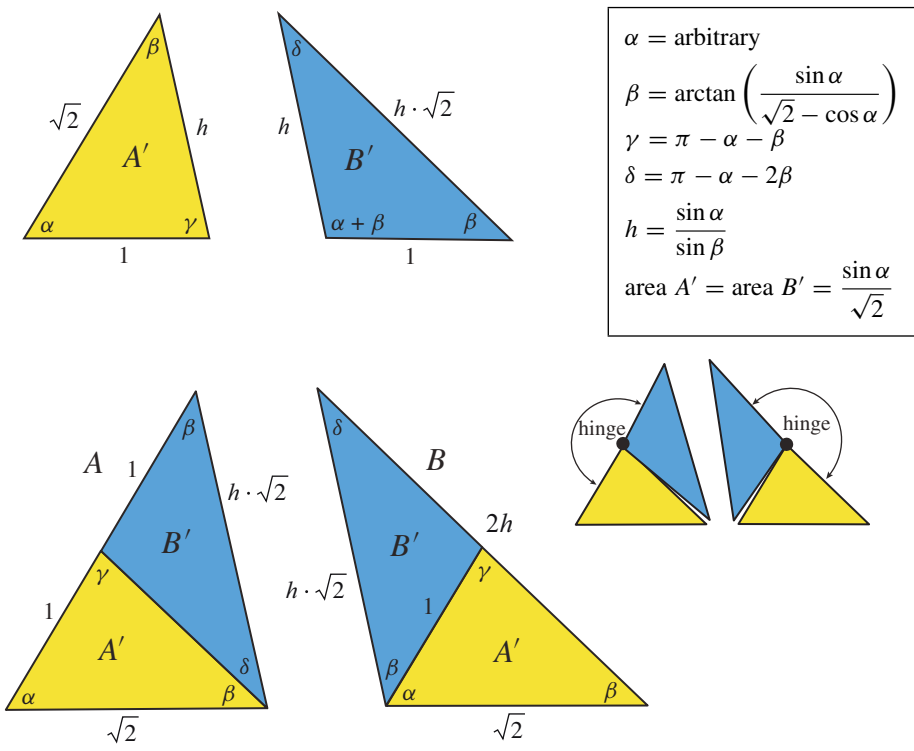 β
√2
h
A′
α
γ
1
δ
h
h · √2
B′
α + β
β
1
α = arbitrary
β = arctan ( sin α / √2 − cos α )
γ = π − α − β
δ = π − α − 2β
h = sin α / sin β
area A′ = area B′ = sin α / √2
β
A
1
h · √2
B′
γ
1
A′
δ
α
β
√2
δ
B
2h
B′
h · √2
γ
1
A′
β
α
β
√2
hinge
hinge